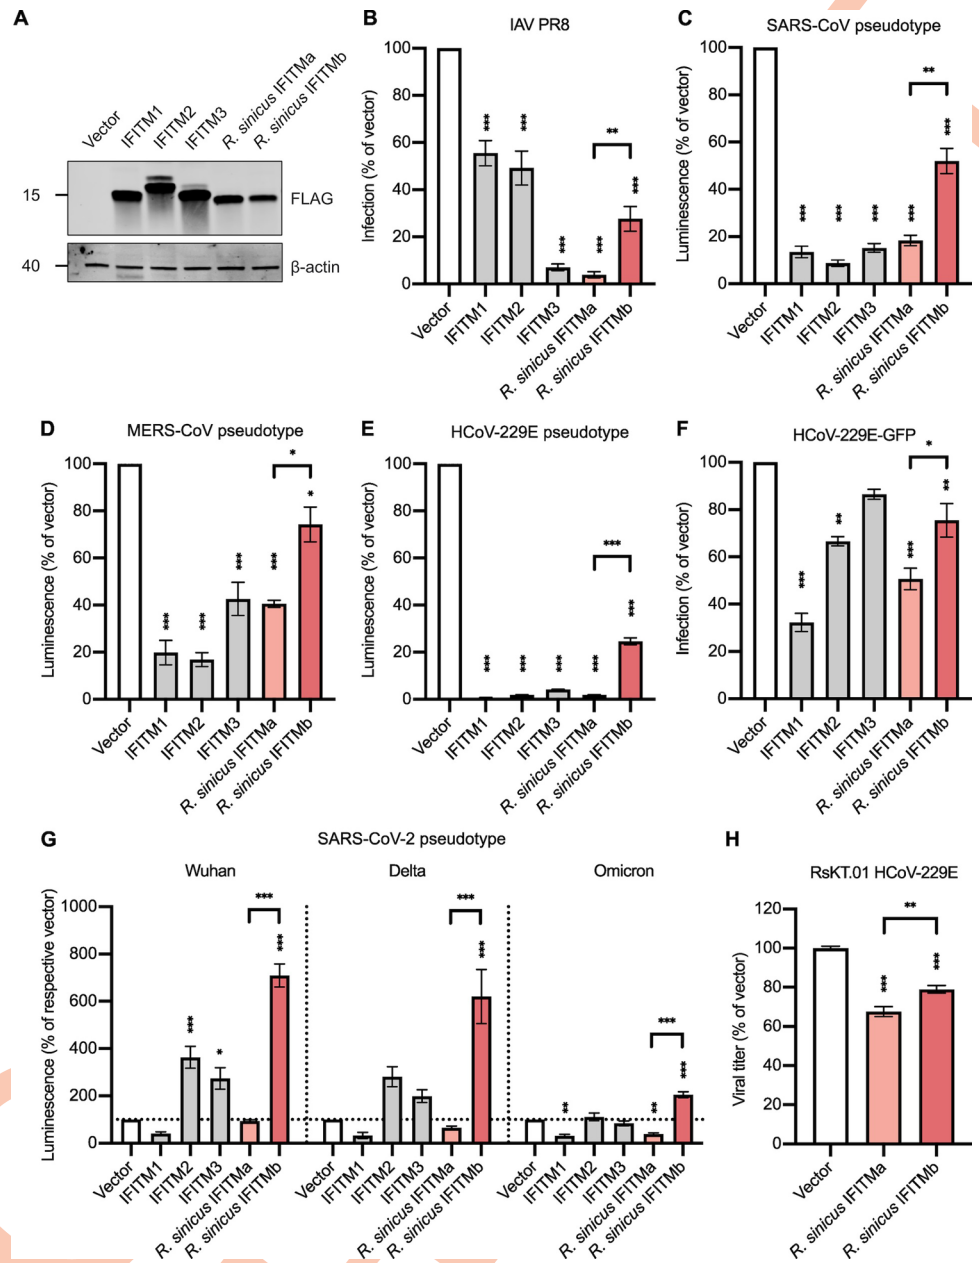 A
Vector
IFITM1
IFITM2
IFITM3
R. sinicus IFITMa
R. sinicus IFITMb
15
FLAG
40
β-actin
B
IAV PR8
Infection (% of vector)
100
80
60
40
20
0
***
***
***
***
***
**
Vector
IFITM1
IFITM2
IFITM3
R. sinicus IFITMa
R. sinicus IFITMb
C
SARS-CoV pseudotype
Luminescence (% of vector)
100
80
60
40
20
0
***
***
***
***
***
**
Vector
IFITM1
IFITM2
IFITM3
R. sinicus IFITMa
R. sinicus IFITMb
D
MERS-CoV pseudotype
Luminescence (% of vector)
100
80
60
40
20
0
***
***
***
***
*
*
Vector
IFITM1
IFITM2
IFITM3
R. sinicus IFITMa
R. sinicus IFITMb
E
HCoV-229E pseudotype
Luminescence (% of vector)
100
80
60
40
20
0
***
***
***
***
***
***
Vector
IFITM1
IFITM2
IFITM3
R. sinicus IFITMa
R. sinicus IFITMb
F
HCoV-229E-GFP
Infection (% of vector)
100
80
60
40
20
0
***
**
***
**
*
Vector
IFITM1
IFITM2
IFITM3
R. sinicus IFITMa
R. sinicus IFITMb
G
SARS-CoV-2 pseudotype
Wuhan
Delta
Omicron
Luminescence (% of respective vector)
1000
800
600
400
200
0
***
*
***
***
***
***
**
**
***
***
Vector
IFITM1
IFITM2
IFITM3
R. sinicus IFITMa
R. sinicus IFITMb
Vector
IFITM1
IFITM2
IFITM3
R. sinicus IFITMa
R. sinicus IFITMb
Vector
IFITM1
IFITM2
IFITM3
R. sinicus IFITMa
R. sinicus IFITMb
H
RsKT.01 HCoV-229E
Viral titer (% of vector)
120
100
80
60
40
20
0
***
***
**
Vector
R. sinicus IFITMa
R. sinicus IFITMb